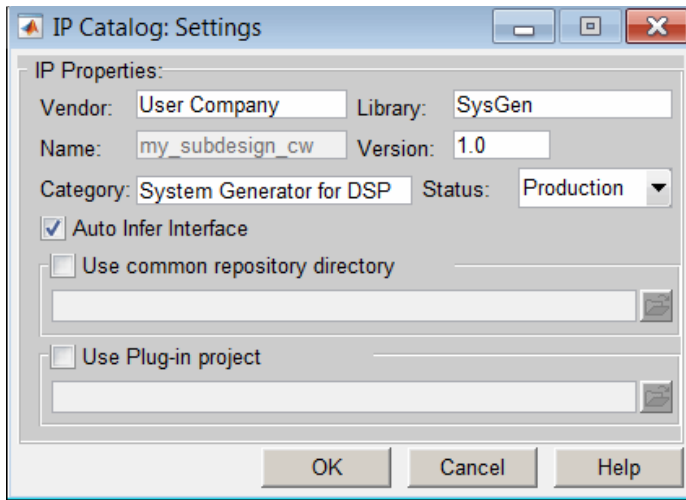 IP Catalog: Settings
IP Properties:
Vendor: User Company Library: SysGen
Name: my_subdesign_cw Version: 1.0
Category: System Generator for DSP Status: Production
Auto Infer Interface
Use common repository directory
Use Plug-in project
OK Cancel Help